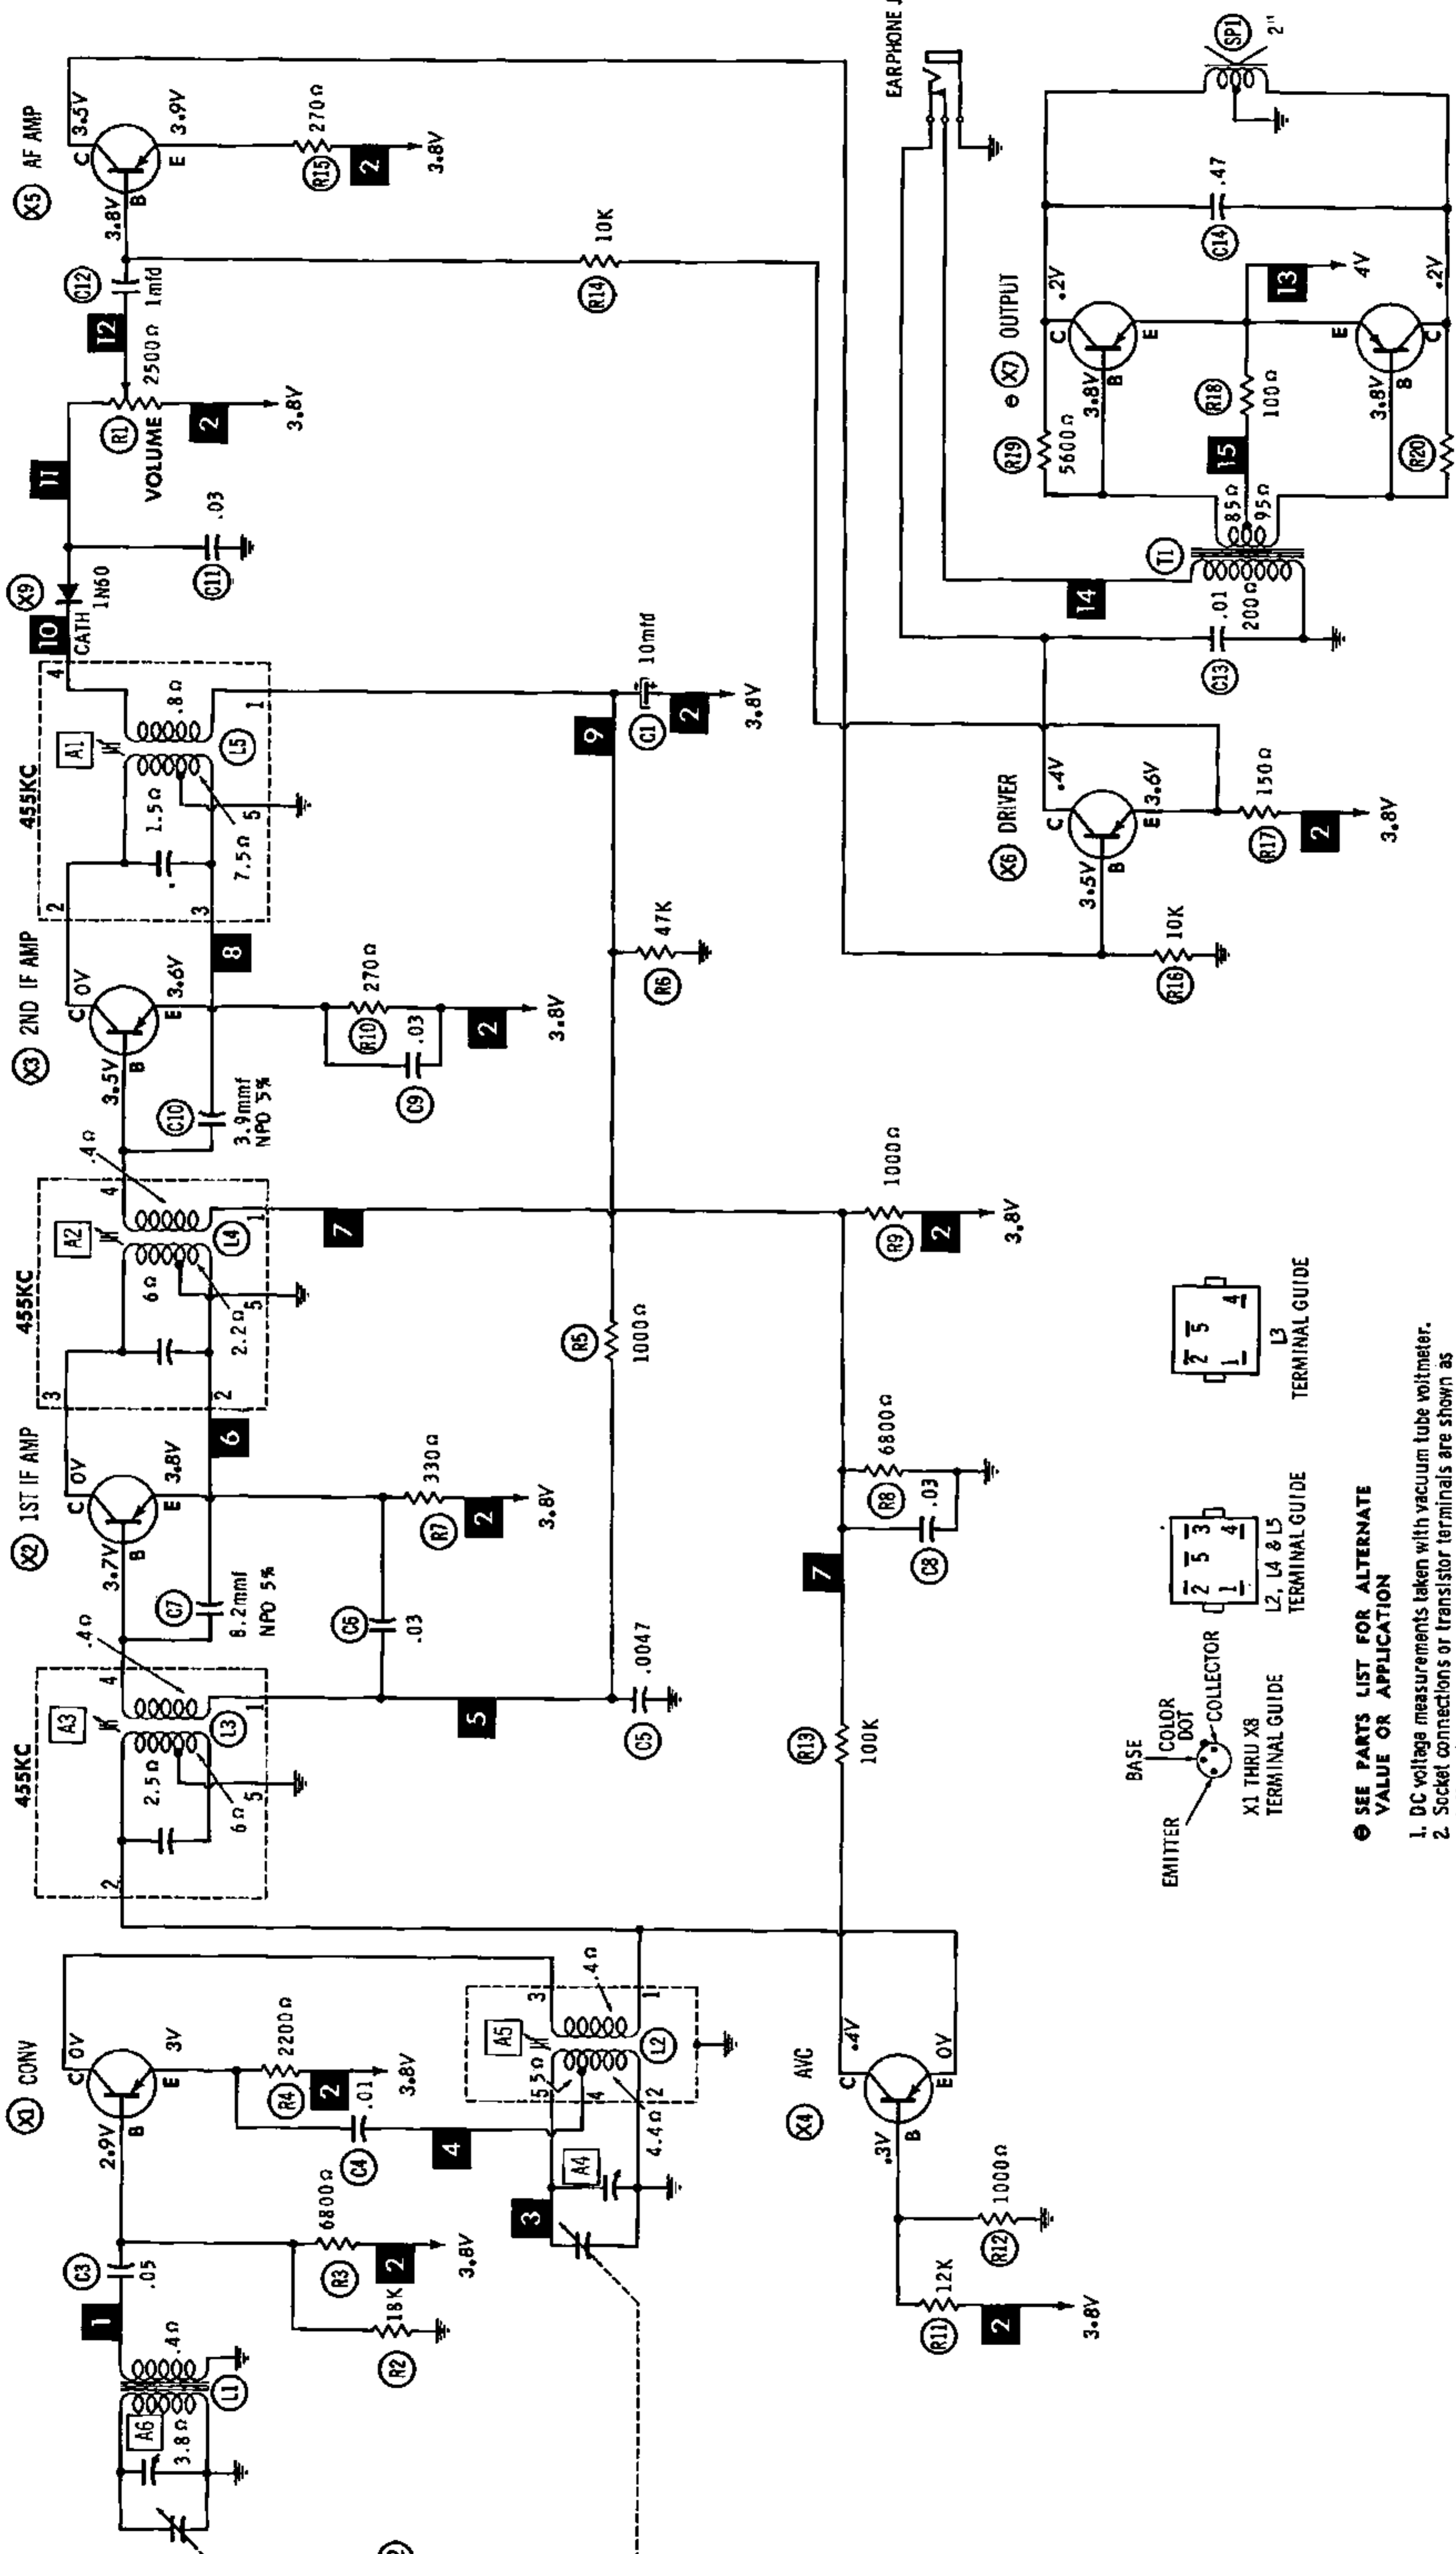 X1 CONV
X2 1ST IF AMP
X3 2ND IF AMP
X9
X5 AF AMP
455KC
455KC
455KC
A6
3.8Ω
.4Ω
L1
1
C3
.05
2.9V
B
C
0V
E
3V
R2
18K
R3
6800Ω
2
3.8V
R4
2200Ω
2
3.8V
C4
.01
4
3
A4
A5
5.5Ω
4.4Ω
.4Ω
L2
3
1
4
2
2
A3
2.5Ω
6Ω
5
L3
4
1
.4Ω
C7
8.2mmf
NPO 5%
3.7V
B
C
0V
E
3.8V
6
R7
330Ω
2
3.8V
C6
.03
5
C5
.0047
3
2
A2
6Ω
2.2Ω
5
L4
4
1
.4Ω
7
C10
3.9mmf
NPO 5%
3.5V
B
C
0V
E
3.6V
8
R10
270Ω
C9
.03
2
3.8V
R5
1000Ω
R6
47K
9
C1
10mfd
2
3.8V
2
3
A1
1.5Ω
7.5Ω
5
L5
.8Ω
4
1
10
CATH
1N60
C11
.03
11
R1
VOLUME
2500Ω
2
3.8V
12
C12
1mfd
3.8V
B
C
3.5V
E
3.9V
R15
270Ω
2
3.8V
R14
10K
X4 AVC
.3V
B
C
.4V
E
0V
R11
12K
2
3.8V
R12
1000Ω
R13
100K
7
C8
.03
R8
6800Ω
R9
1000Ω
2
3.8V
X6 DRIVER
3.5V
B
C
.4V
E
3.6V
R16
10K
R17
150Ω
2
3.8V
C13
.01
200Ω
14
T1
85Ω
95Ω
15
R18
100Ω
R19
5600Ω
R20
⊖ X7 OUTPUT
3.8V
B
C
.2V
E
13
4V
3.8V
B
E
C
.2V
C14
.47
SP1
2"
EARPHONE J
EMITTER
BASE
COLOR
DOT
COLLECTOR
X1 THRU X8
TERMINAL GUIDE
2 5 3
1 4
L2, L4 & L5
TERMINAL GUIDE
2 5
1 4
L3
TERMINAL GUIDE
⊖ SEE PARTS LIST FOR ALTERNATE
VALUE OR APPLICATION
1. DC voltage measurements taken with vacuum tube voltmeter.
2. Socket connections or transistor terminals are shown as